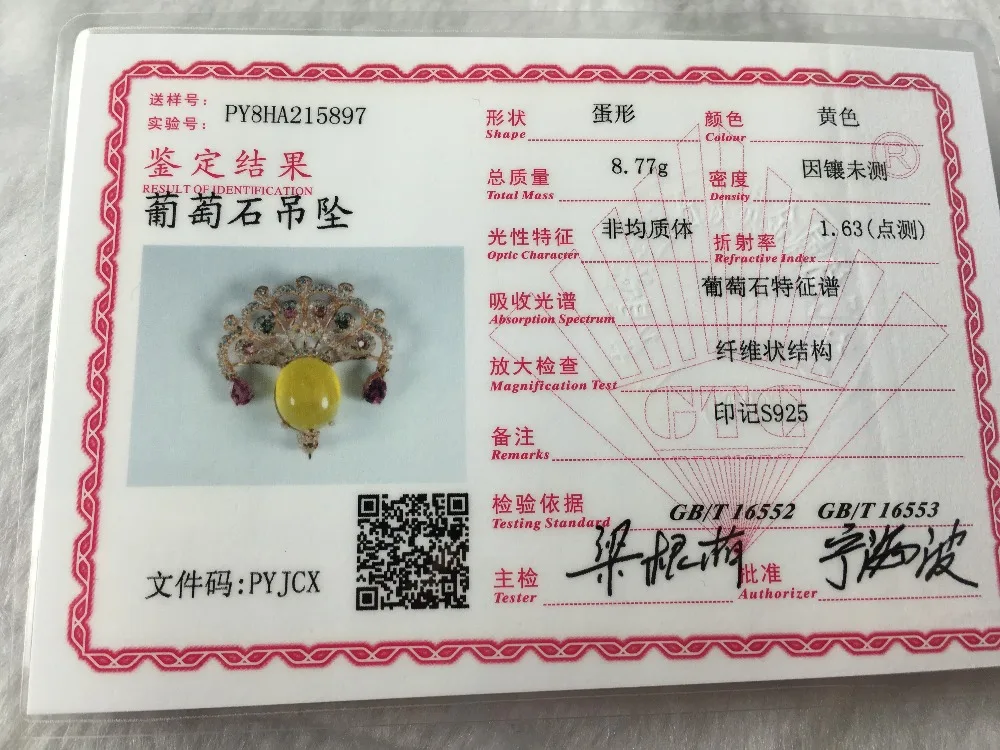 送样号：
实验号： PY8HA215897
鉴定结果
RESULT OF IDENTIFICATION
葡萄石吊坠
文件码:PYJCX
形状 蛋形 颜色 黄色
Shape Colour
总质量 8.77g 密度 因镶未测
Total Mass Density
光性特征 非均质体 折射率 1.63(点测)
Optic Character Refractive Index
吸收光谱 葡萄石特征谱
Absorption Spectrum
放大检查 纤维状结构
Magnification Test
GTC
备注 印记S925
Remarks
检验依据 GB/T 16552 GB/T 16553
Testing Standard
主检 批准 宁海波
Tester Authorizer
®